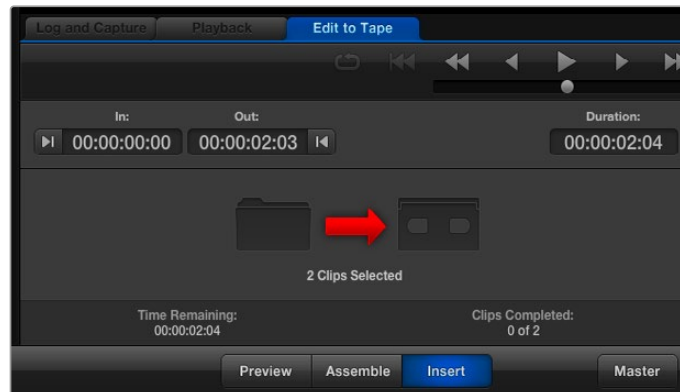 Log and Capture Playback Edit to Tape
In: Out: Duration:
00:00:00:00 00:00:02:03 00:00:02:04
2 Clips Selected
Time Remaining: Clips Completed:
00:00:02:04 0 of 2
Preview Assemble Insert Master